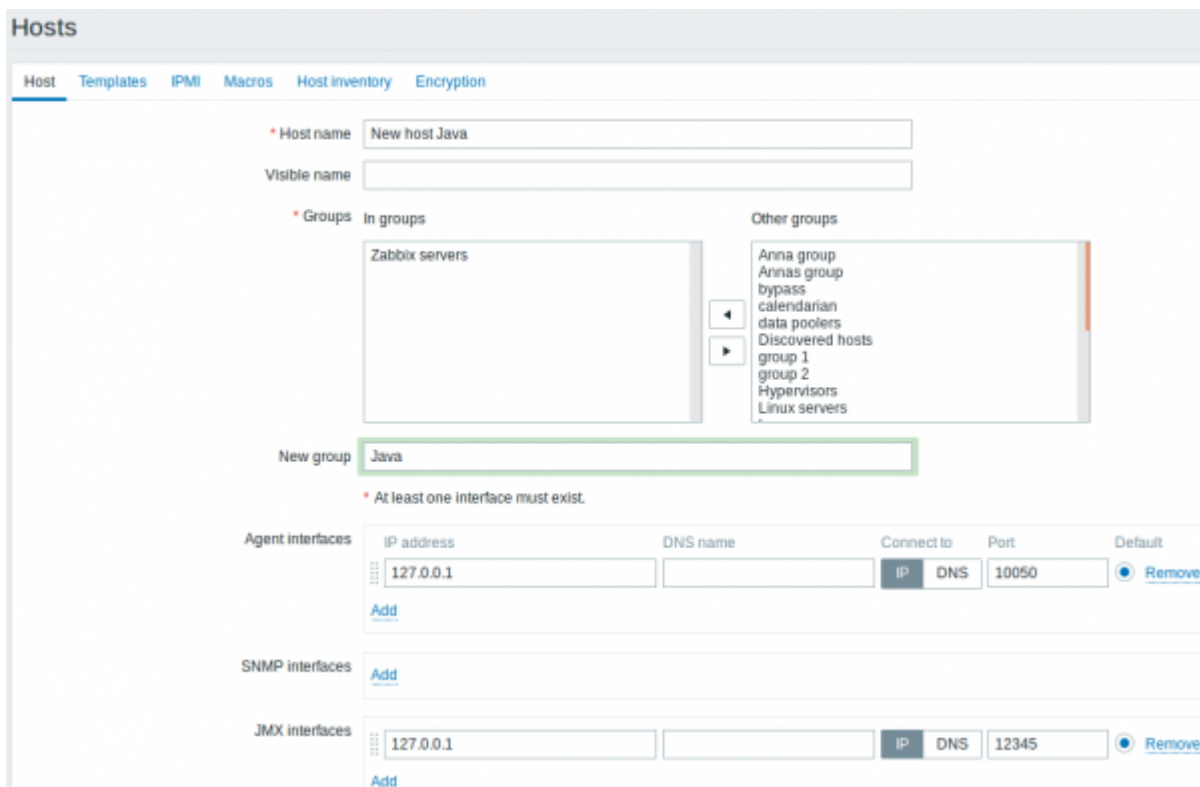 Hosts
Host Templates IPMI Macros Host inventory Encryption
* Host name New host Java
Visible name
* Groups In groups Other groups
Zabbix servers
Anna group
Annas group
bypass
calendarian
data poolers
Discovered hosts
group 1
group 2
Hypervisors
Linux servers
New group Java
* At least one interface must exist.
Agent interfaces IP address DNS name Connect to Port Default
127.0.0.1 IP DNS 10050 Remove
Add
SNMP interfaces Add
JMX interfaces 127.0.0.1 IP DNS 12345 Remove
Add